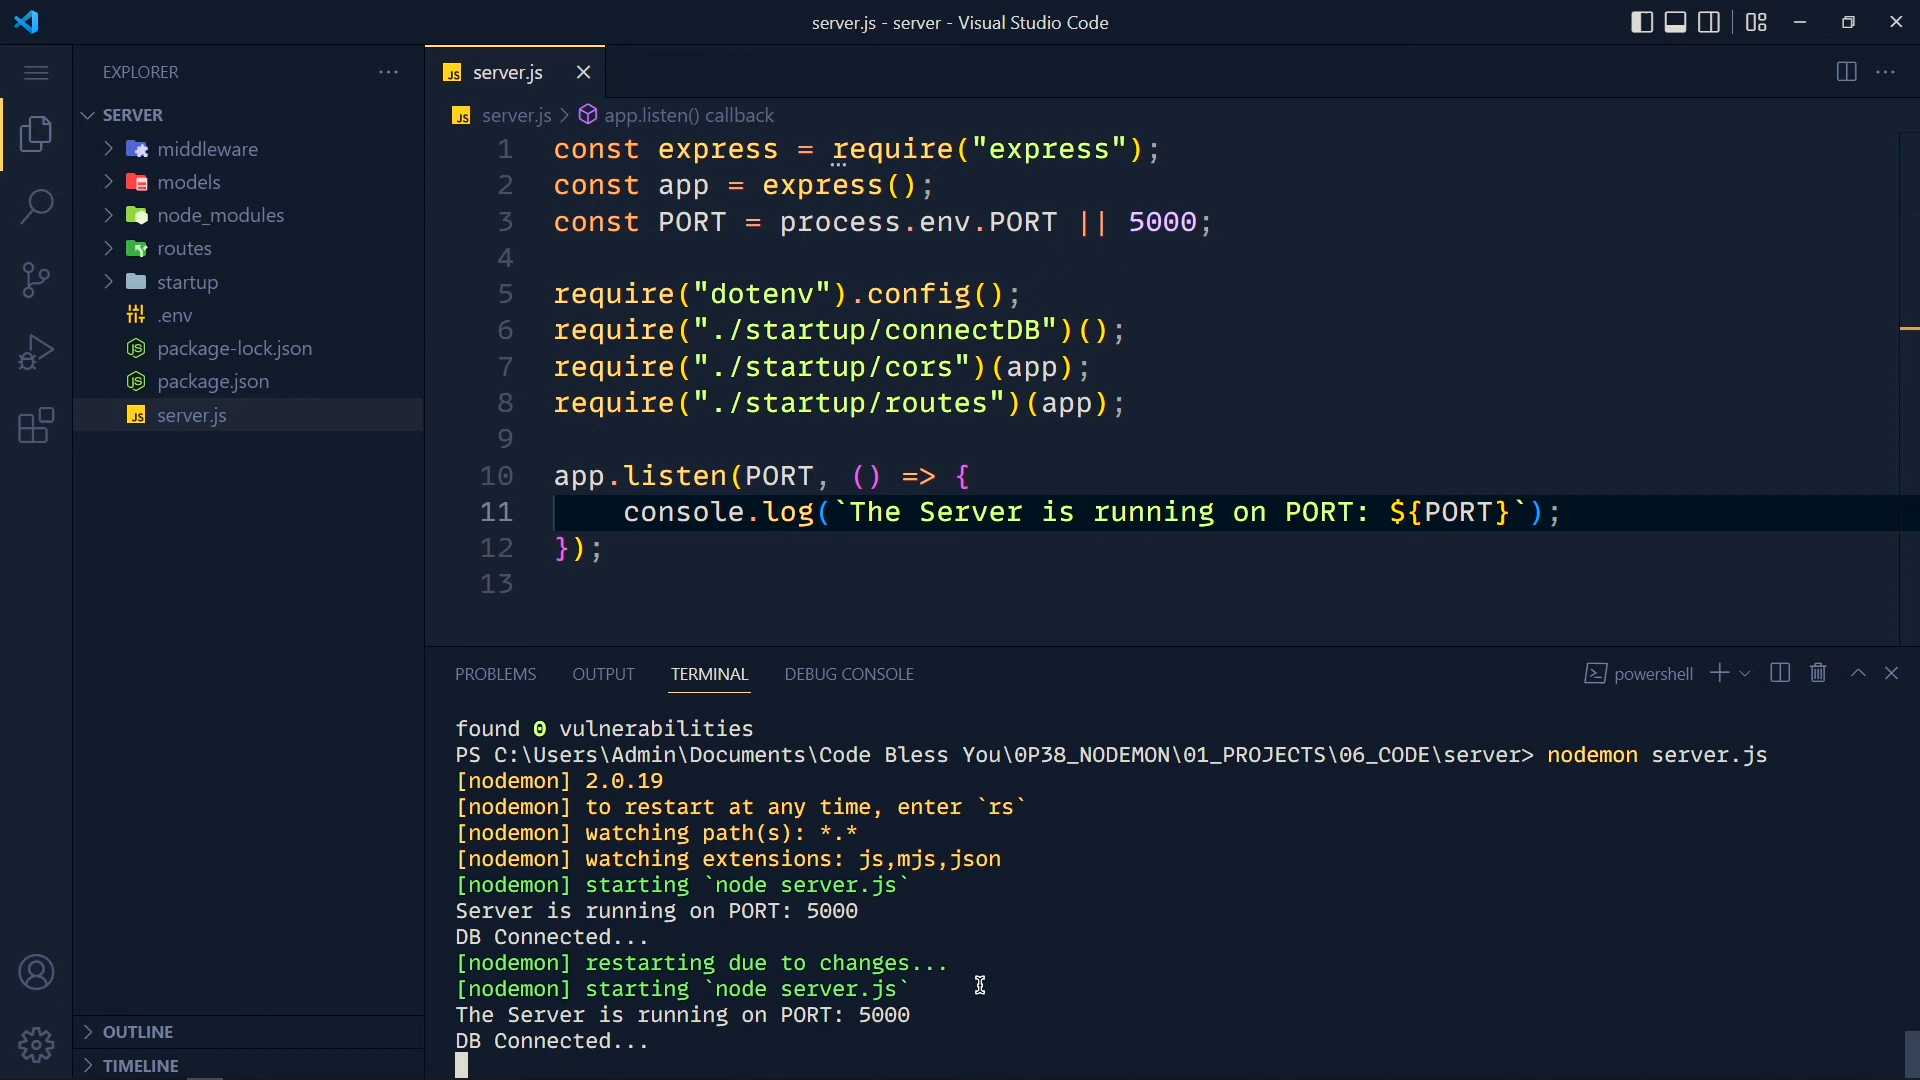 server.js - server - Visual Studio Code
EXPLORER
SERVER
middleware
models
node_modules
routes
startup
.env
package-lock.json
package.json
JS server.js
OUTLINE
TIMELINE
JS server.js
JS server.js > app.listen() callback
1 const express = require("express");
2 const app = express();
3 const PORT = process.env.PORT || 5000;
4
5 require("dotenv").config();
6 require("./startup/connectDB")();
7 require("./startup/cors")(app);
8 require("./startup/routes")(app);
9
10 app.listen(PORT, () => {
11 console.log(`The Server is running on PORT: ${PORT}`);
12 });
13
PROBLEMS OUTPUT TERMINAL DEBUG CONSOLE
powershell
found 0 vulnerabilities
PS C:\Users\Admin\Documents\Code Bless You\0P38_NODEMON\01_PROJECTS\06_CODE\server> nodemon server.js
[nodemon] 2.0.19
[nodemon] to restart at any time, enter `rs`
[nodemon] watching path(s): *.*
[nodemon] watching extensions: js,mjs,json
[nodemon] starting `node server.js`
Server is running on PORT: 5000
DB Connected...
[nodemon] restarting due to changes...
[nodemon] starting `node server.js`
The Server is running on PORT: 5000
DB Connected...